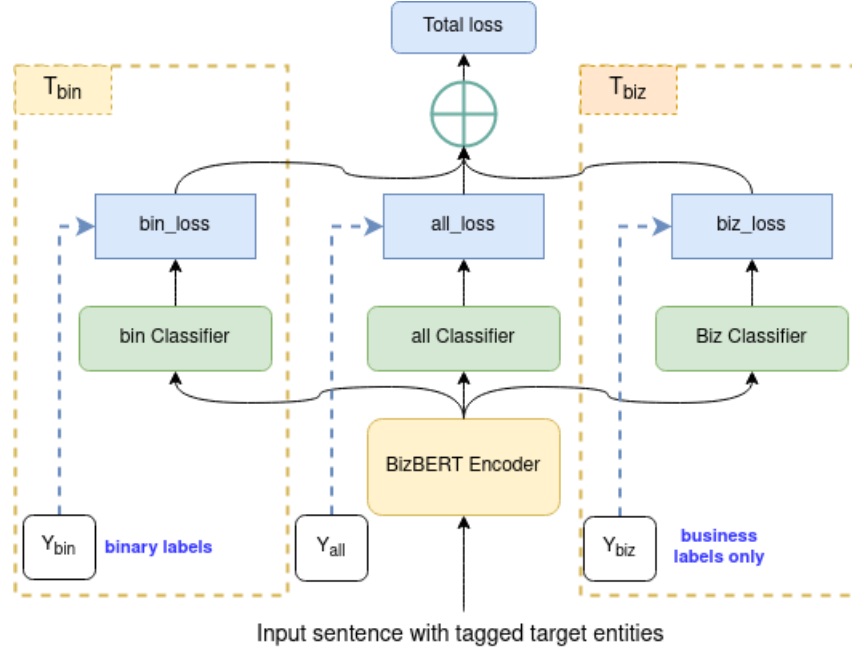 Total loss
Tbin
Tbiz
bin_loss
all_loss
biz_loss
bin Classifier
all Classifier
Biz Classifier
BizBERT Encoder
Ybin
binary labels
Yall
Ybiz
business
labels only
Input sentence with tagged target entities